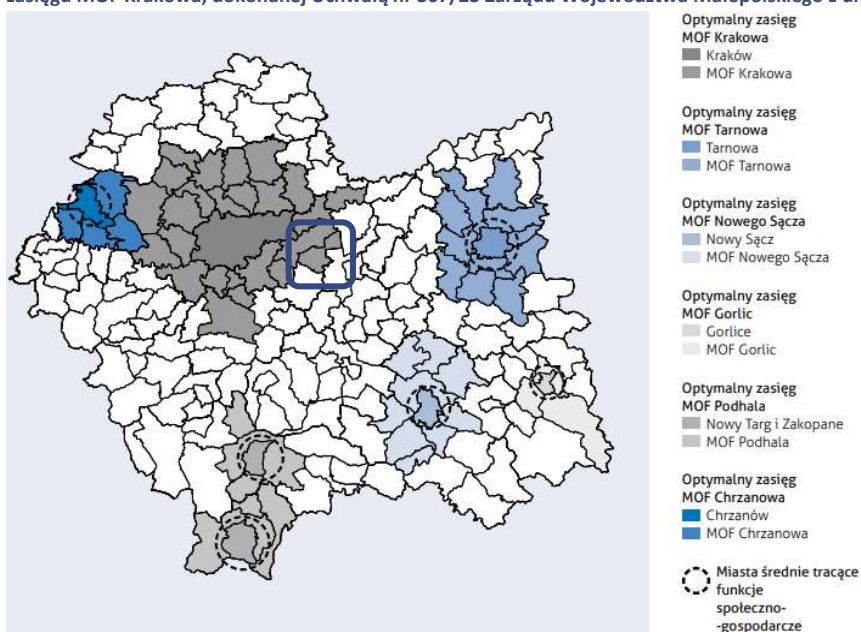 Optymalny zasięg
MOF Krakowa
Kraków
MOF Krakowa
Optymalny zasięg
MOF Tarnowa
Tarnowa
MOF Tarnowa
Optymalny zasięg
MOF Nowego Sącza
Nowy Sącz
MOF Nowego Sącza
Optymalny zasięg
MOF Gorlic
Gorlice
MOF Gorlic
Optymalny zasięg
MOF Podhala
Nowy Targ i Zakopane
MOF Podhala
Optymalny zasięg
MOF Chrzanowa
Chrzanów
MOF Chrzanowa
Miasta średnie tracące
funkcje
społeczno-
-gospodarcze